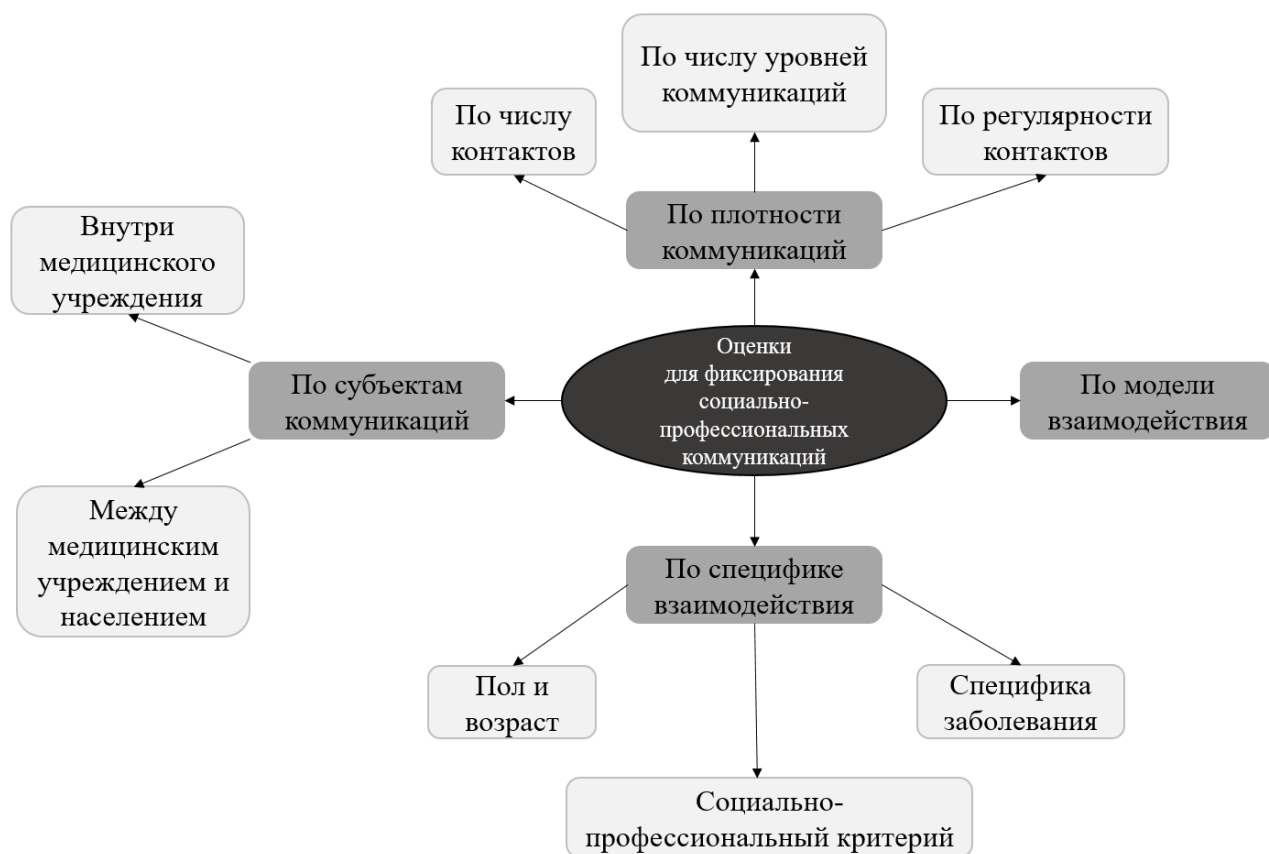 По числу уровней
коммуникаций
По числу
контактов
По регулярности
контактов
По плотности
коммуникаций
Внутри
медицинского
учреждения
По субъектам
коммуникаций
Оценки
для фиксирования
социально-
профессиональных
коммуникаций
По модели
взаимодействия
Между
медицинским
учреждением и
населением
По специфике
взаимодействия
Пол и
возраст
Специфика
заболевания
Социально-
профессиональный критерий